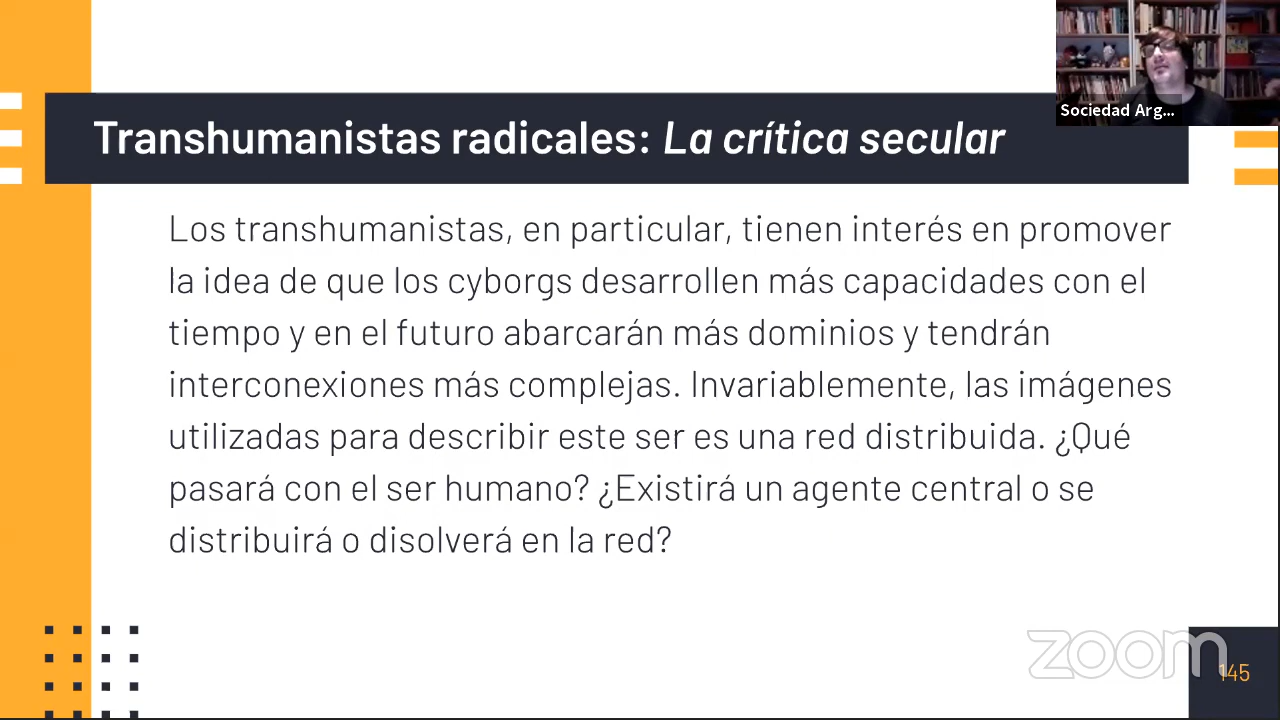 Sociedad Arg...
Transhumanistas radicales: La crítica secular
Los transhumanistas, en particular, tienen interés en promover
la idea de que los cyborgs desarrollen más capacidades con el
tiempo y en el futuro abarcarán más dominios y tendrán
interconexiones más complejas. Invariablemente, las imágenes
utilizadas para describir este ser es una red distribuida. ¿Qué
pasará con el ser humano? ¿Existirá un agente central o se
distribuirá o disolverá en la red?
zoom
145